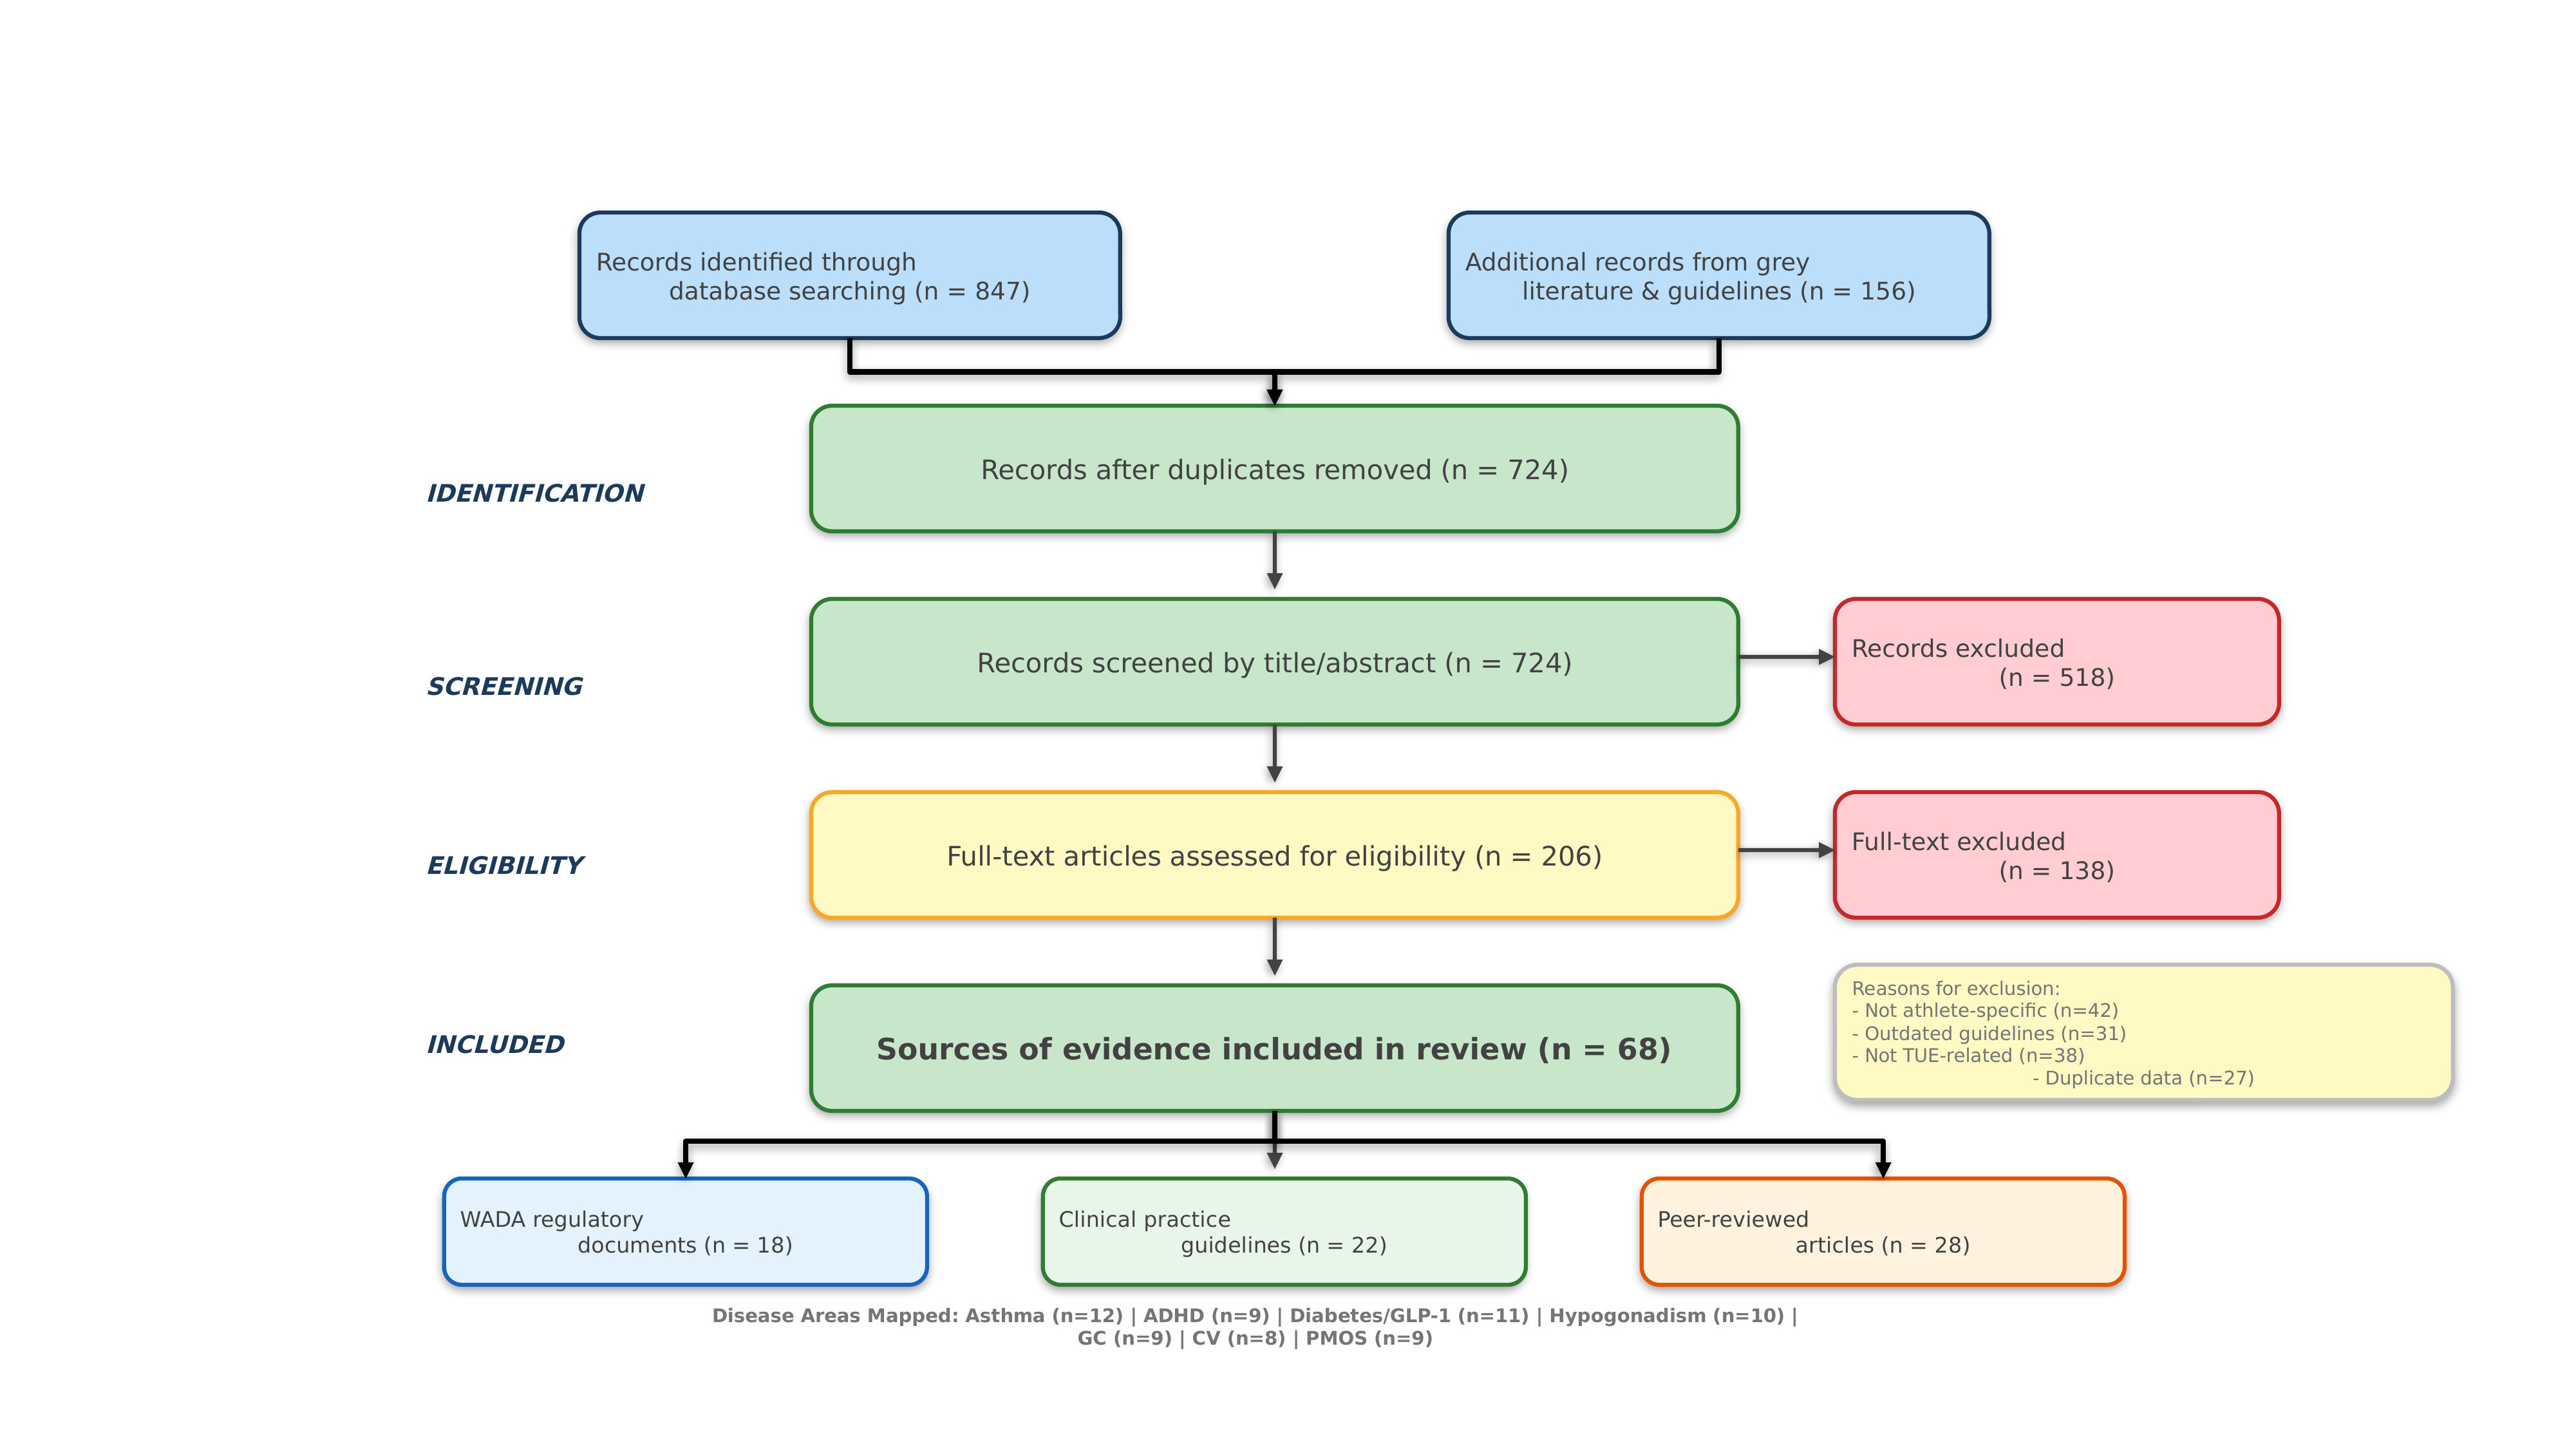 Records identified through
database searching (n = 847)
Additional records from grey
literature & guidelines (n = 156)
Records after duplicates removed (n = 724)
IDENTIFICATION
Records screened by title/abstract (n = 724)
Records excluded
(n = 518)
SCREENING
Full-text articles assessed for eligibility (n = 206)
Full-text excluded
(n = 138)
ELIGIBILITY
Reasons for exclusion:
- Not athlete-specific (n=42)
- Outdated guidelines (n=31)
- Not TUE-related (n=38)
- Duplicate data (n=27)
Sources of evidence included in review (n = 68)
INCLUDED
WADA regulatory
documents (n = 18)
Clinical practice
guidelines (n = 22)
Peer-reviewed
articles (n = 28)
Disease Areas Mapped: Asthma (n=12) | ADHD (n=9) | Diabetes/GLP-1 (n=11) | Hypogonadism (n=10) |
GC (n=9) | CV (n=8) | PMOS (n=9)